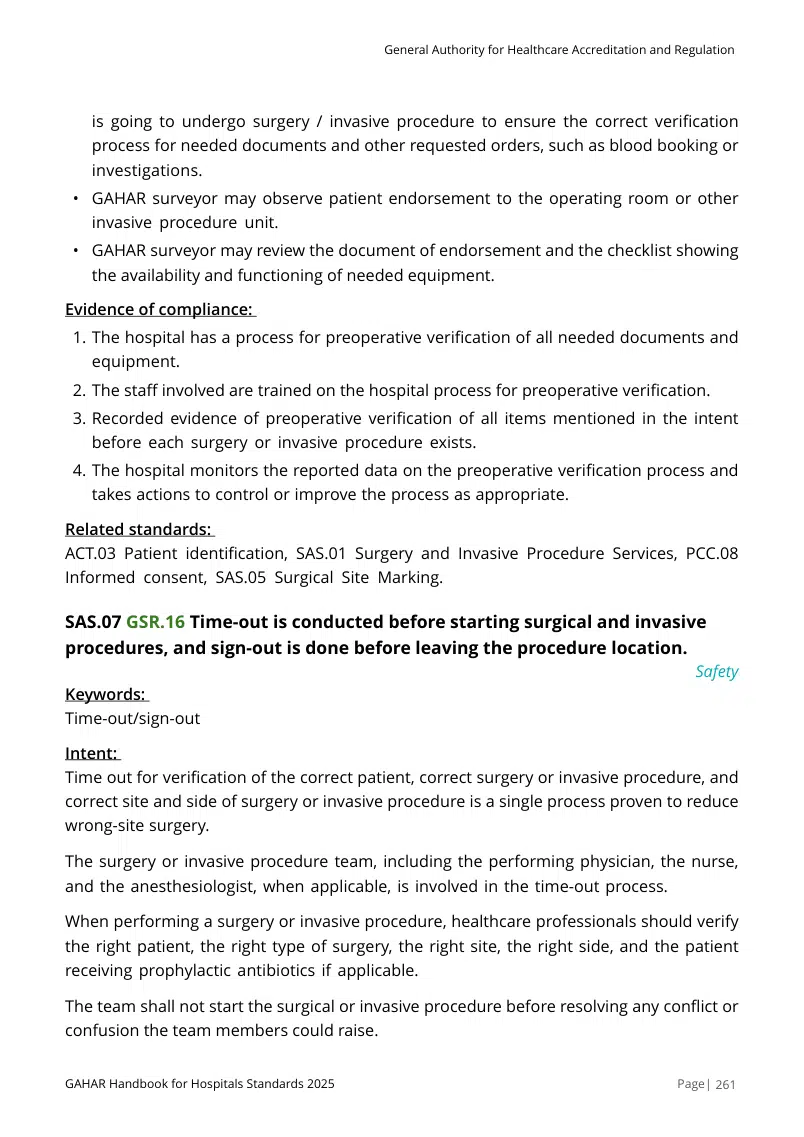 General Authority for Healthcare Accreditation and Regulation
is going to undergo surgery / invasive procedure to ensure the correct verification
process for needed documents and other requested orders, such as blood booking or
investigations.
• GAHAR surveyor may observe patient endorsement to the operating room or other
invasive procedure unit.
• GAHAR surveyor may review the document of endorsement and the checklist showing
the availability and functioning of needed equipment.
Evidence of compliance:
1. The hospital has a process for preoperative verification of all needed documents and
equipment.
2. The staff involved are trained on the hospital process for preoperative verification.
3. Recorded evidence of preoperative verification of all items mentioned in the intent
before each surgery or invasive procedure exists.
4. The hospital monitors the reported data on the preoperative verification process and
takes actions to control or improve the process as appropriate.
Related standards:
ACT.03 Patient identification, SAS.01 Surgery and Invasive Procedure Services, PCC.08
Informed consent, SAS.05 Surgical Site Marking.
SAS.07 GSR.16 Time-out is conducted before starting surgical and invasive
procedures, and sign-out is done before leaving the procedure location.
Safety
Keywords:
Time-out/sign-out
Intent:
Time out for verification of the correct patient, correct surgery or invasive procedure, and
correct site and side of surgery or invasive procedure is a single process proven to reduce
wrong-site surgery.
The surgery or invasive procedure team, including the performing physician, the nurse,
and the anesthesiologist, when applicable, is involved in the time-out process.
When performing a surgery or invasive procedure, healthcare professionals should verify
the right patient, the right type of surgery, the right site, the right side, and the patient
receiving prophylactic antibiotics if applicable.
The team shall not start the surgical or invasive procedure before resolving any conflict or
confusion the team members could raise.
GAHAR Handbook for Hospitals Standards 2025
Page| 261